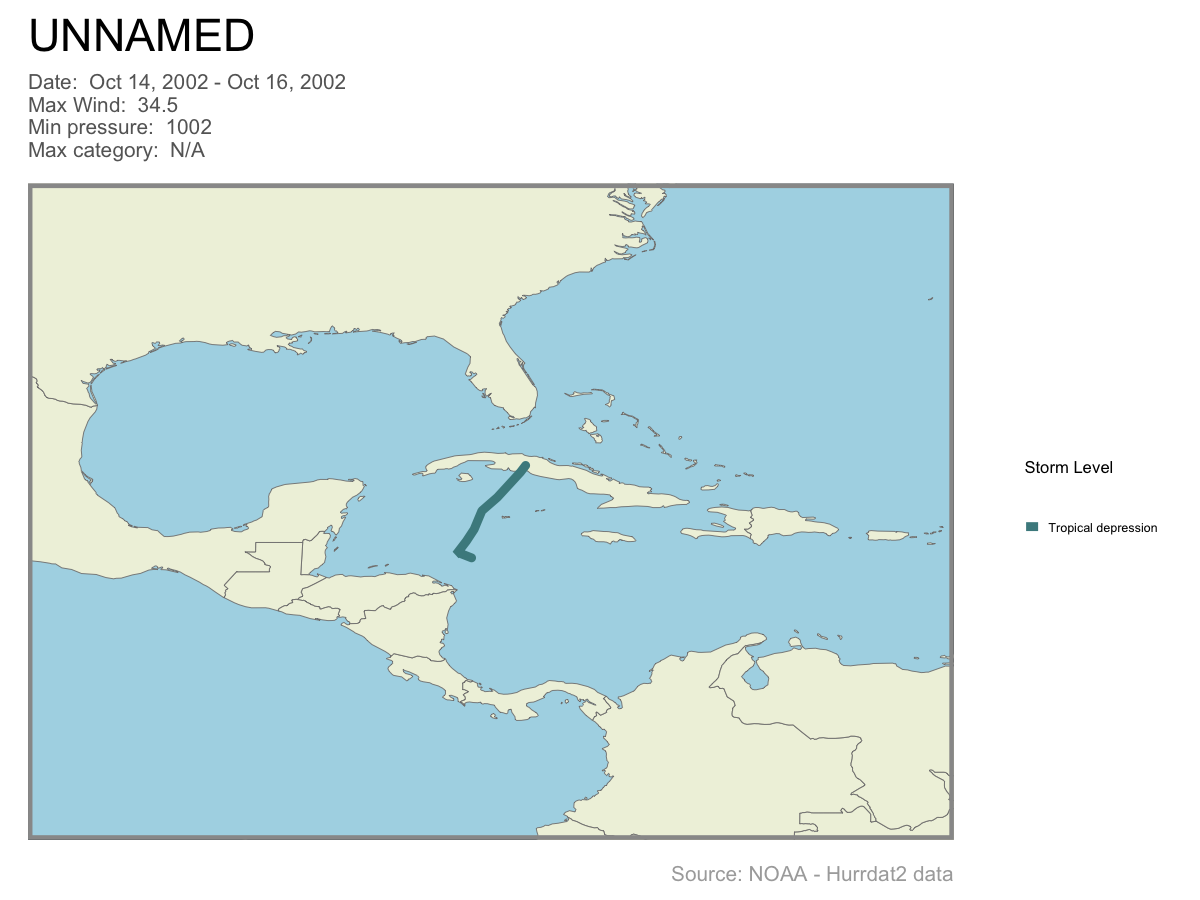 UNNAMED
Date:  Oct 14, 2002 - Oct 16, 2002
Max Wind:  34.5
Min pressure:  1002
Max category:  N/A
Storm Level
Tropical depression
Source: NOAA - Hurrdat2 data